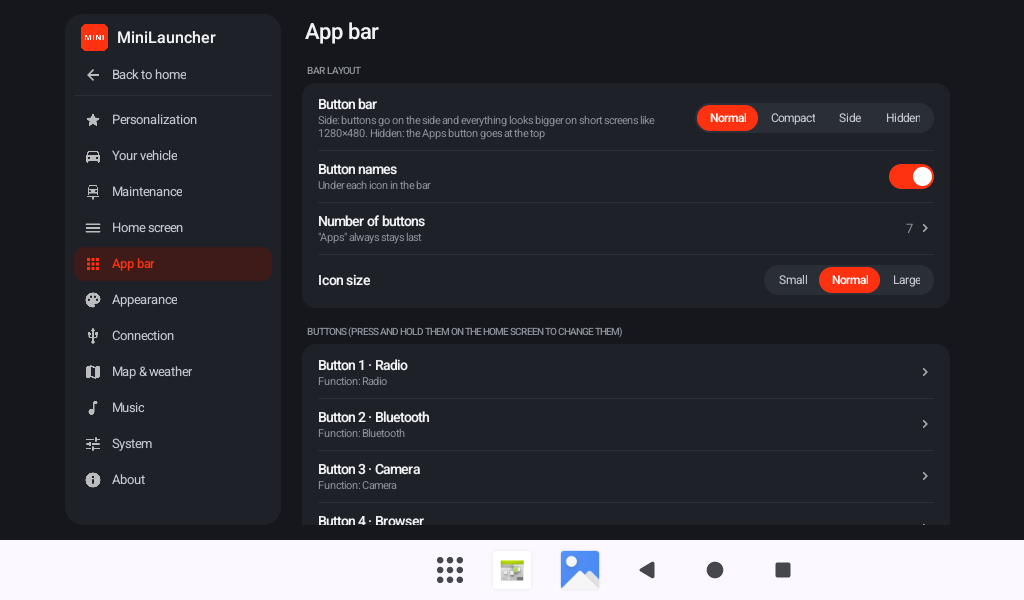 MINI
MiniLauncher
Back to home
Personalization
Your vehicle
Maintenance
Home screen
App bar
Appearance
Connection
Map & weather
Music
System
About
App bar
BAR LAYOUT
Button bar
Side: buttons go on the side and everything looks bigger on short screens like
1280×480. Hidden: the Apps button goes at the top
Normal Compact Side Hidden
Button names
Under each icon in the bar
Number of buttons
"Apps" always stays last
7
Icon size
Small Normal Large
BUTTONS (PRESS AND HOLD THEM ON THE HOME SCREEN TO CHANGE THEM)
Button 1 · Radio
Function: Radio
Button 2 · Bluetooth
Function: Bluetooth
Button 3 · Camera
Function: Camera
Button 4 · Browser